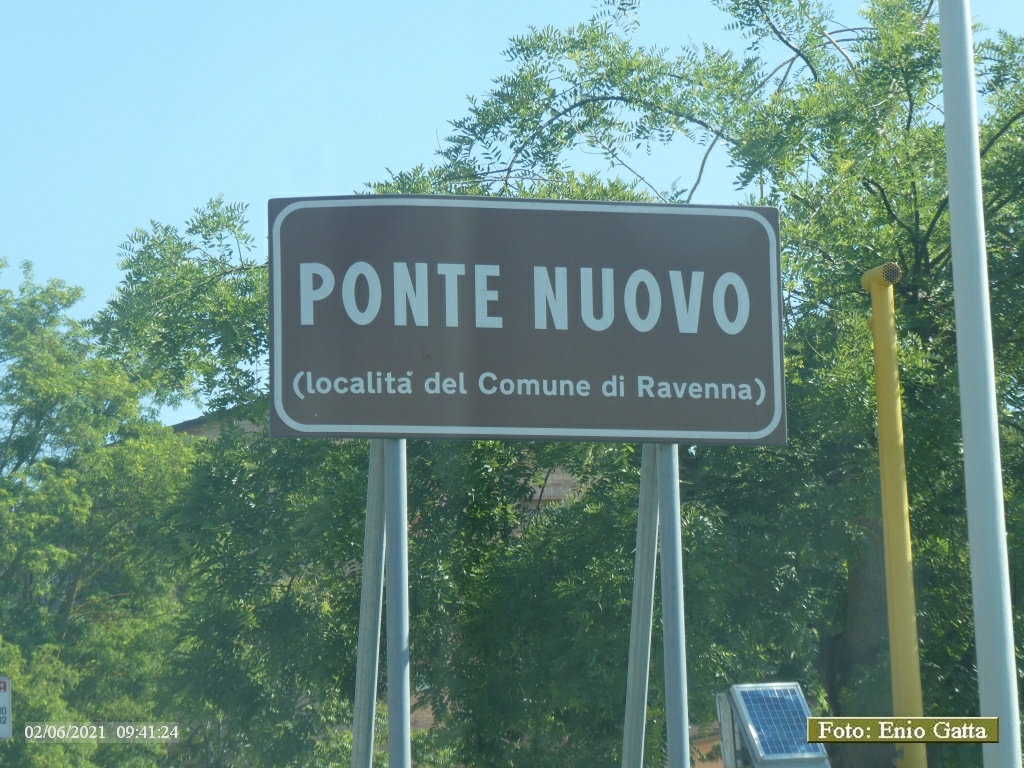 PONTE NUOVO
(località del Comune di Ravenna)
02/06/2021 09:41:24
Foto: Enio Gatta